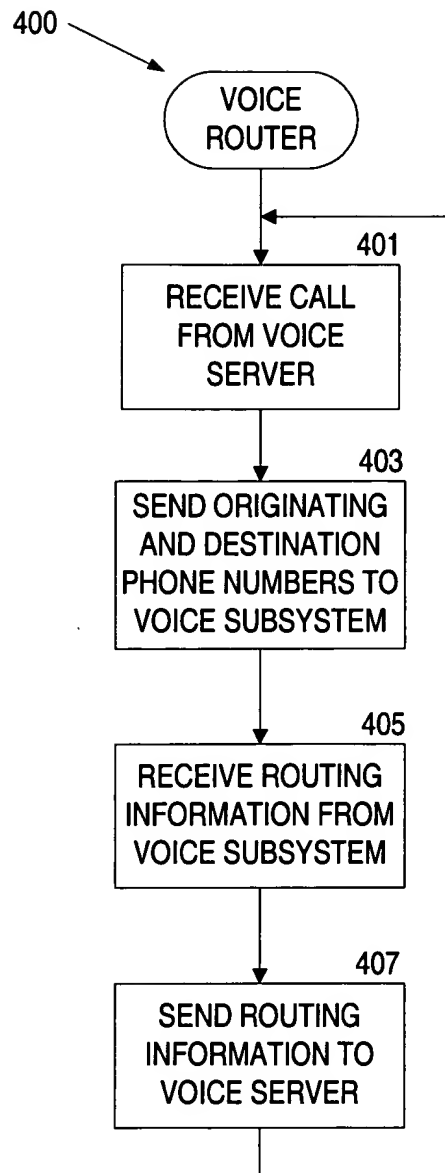 400
VOICE
ROUTER
401
RECEIVE CALL
FROM VOICE
SERVER
403
SEND ORIGINATING
AND DESTINATION
PHONE NUMBERS TO
VOICE SUBSYSTEM
405
RECEIVE ROUTING
INFORMATION FROM
VOICE SUBSYSTEM
407
SEND ROUTING
INFORMATION TO
VOICE SERVER